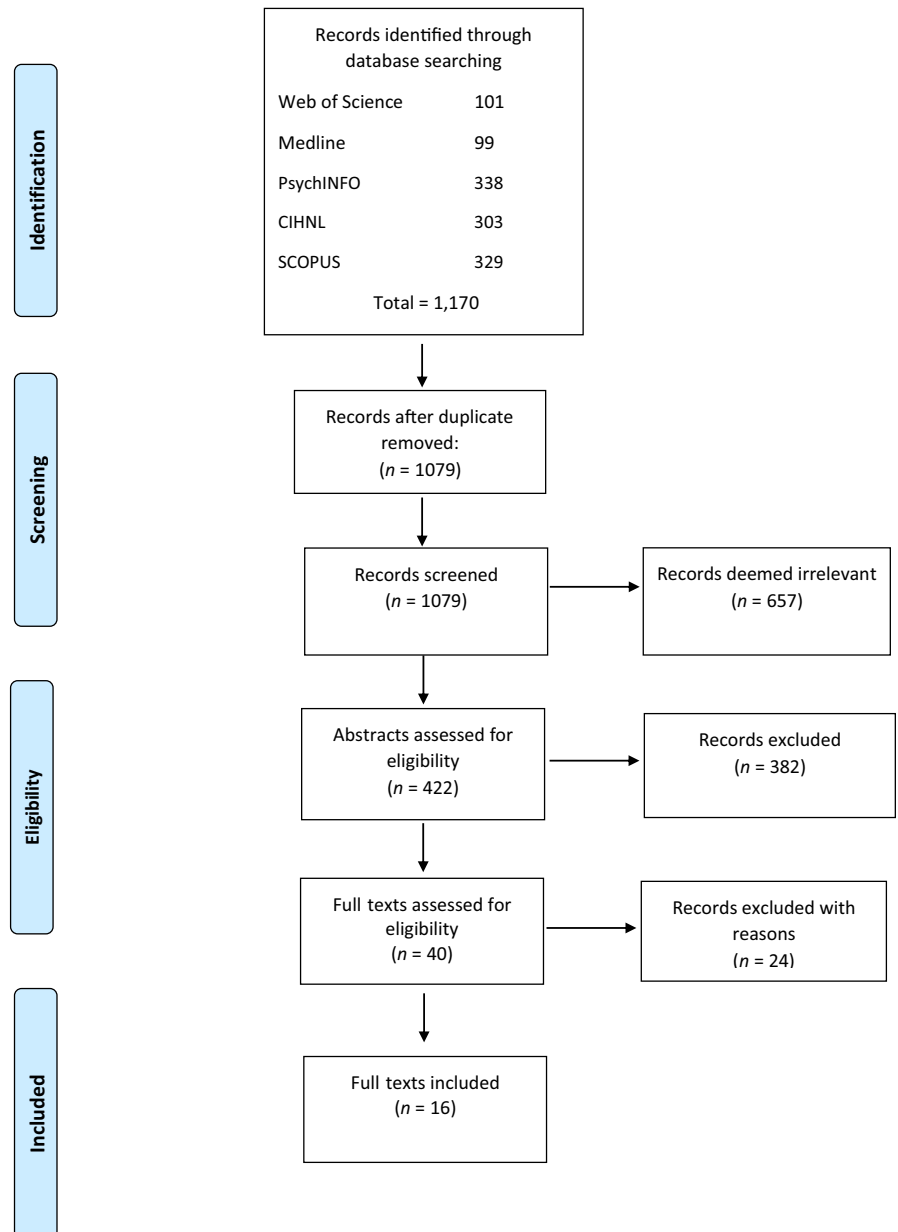 Identification
Records identified through
database searching
Web of Science 101
Medline 99
PsychINFO 338
CIHNL 303
SCOPUS 329
Total = 1,170
Screening
Records after duplicate
removed:
(n = 1079)
Records screened
(n = 1079)
Records deemed irrelevant
(n = 657)
Eligibility
Abstracts assessed for
eligibility
(n = 422)
Records excluded
(n = 382)
Full texts assessed for
eligibility
(n = 40)
Records excluded with
reasons
(n = 24)
Included
Full texts included
(n = 16)